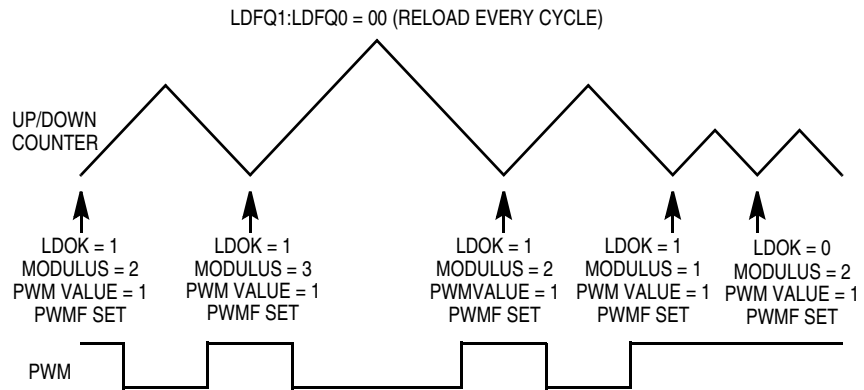 LDFQ1:LDFQ0 = 00 (RELOAD EVERY CYCLE)
UP/DOWN
COUNTER
LDOK = 1
MODULUS = 2
PWM VALUE = 1
PWMF SET
LDOK = 1
MODULUS = 3
PWM VALUE = 1
PWMF SET
LDOK = 1
MODULUS = 2
PWMVALUE = 1
PWMF SET
LDOK = 1
MODULUS = 1
PWM VALUE = 1
PWMF SET
LDOK = 0
MODULUS = 2
PWM VALUE = 1
PWMF SET
PWM